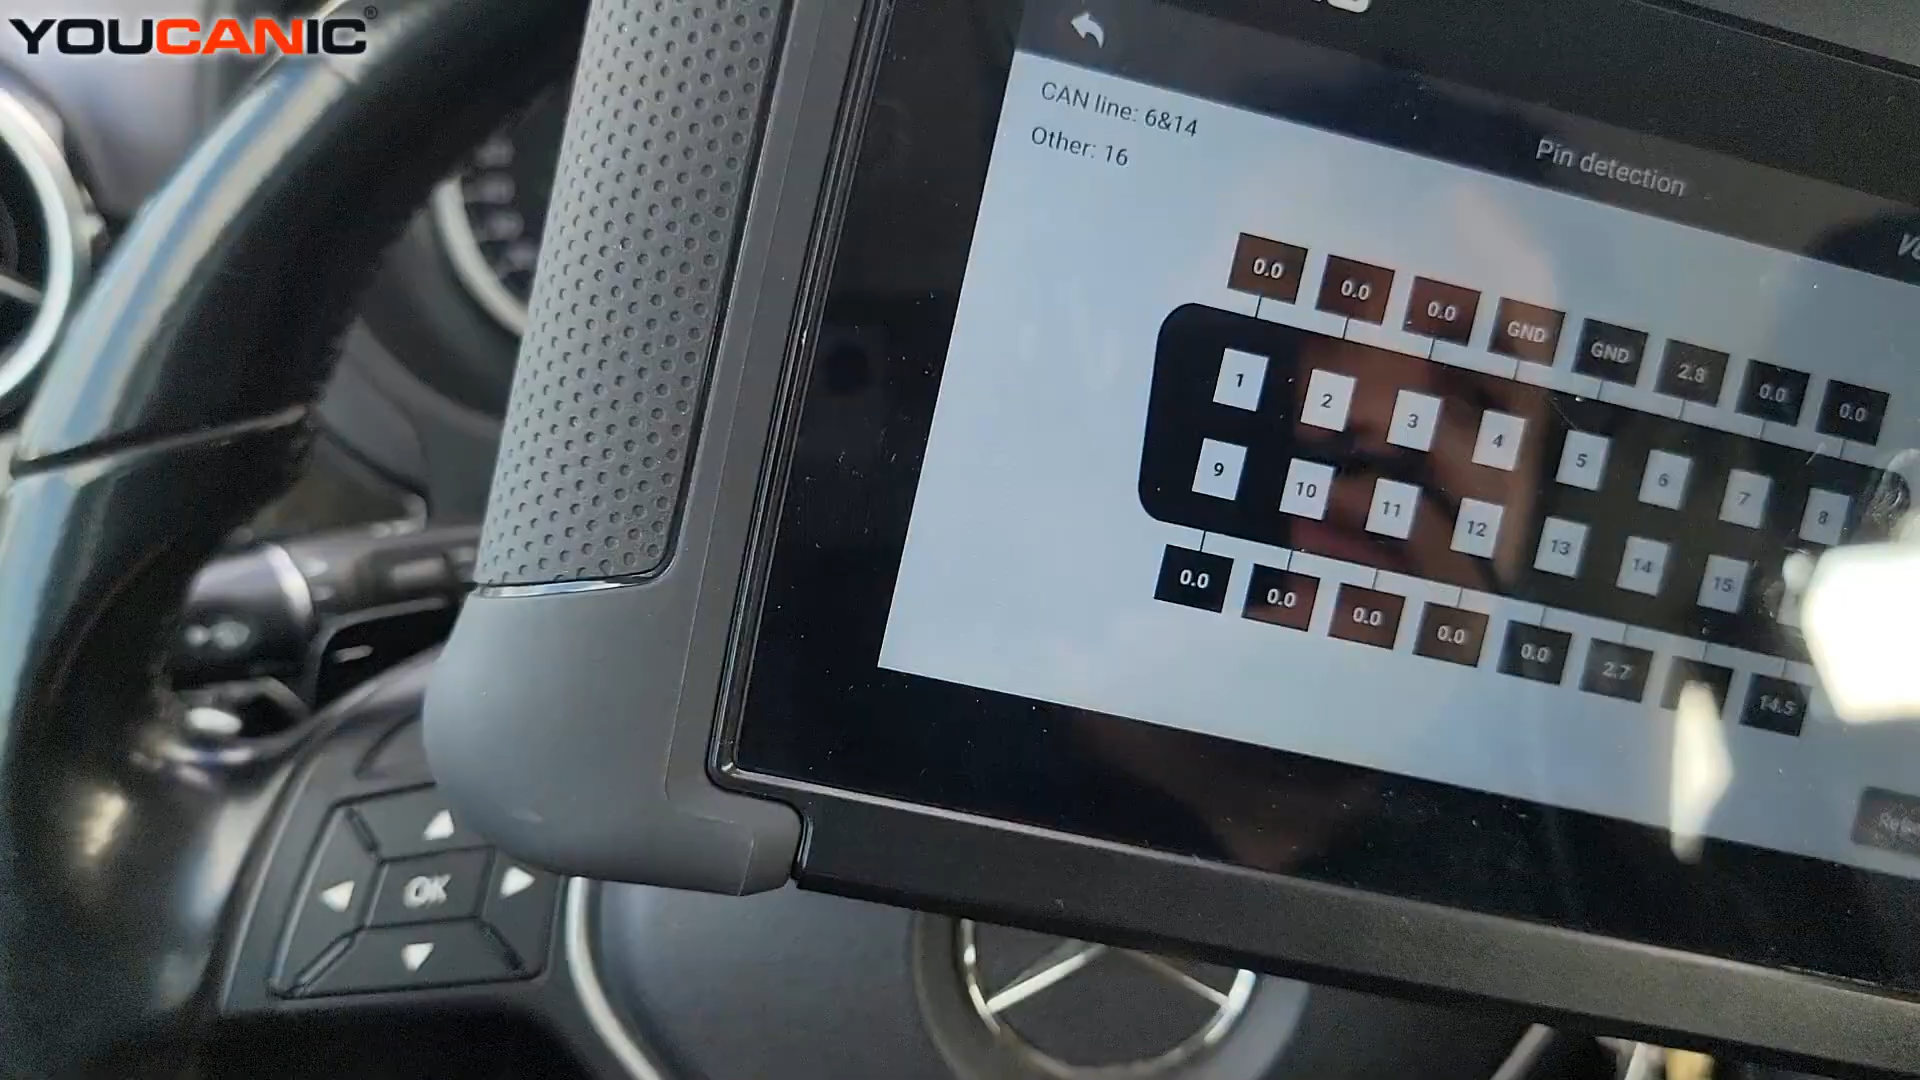 YOUCANIC®
CAN line: 6&14
Other: 16
Pin detection
0.0 0.0 0.0 GND GND 2.8 0.0 0.0
1 2 3 4 5 6 7 8
9 10 11 12 13 14 15
0.0 0.0 0.0 0.0 0.0 2.7 14.5
OK